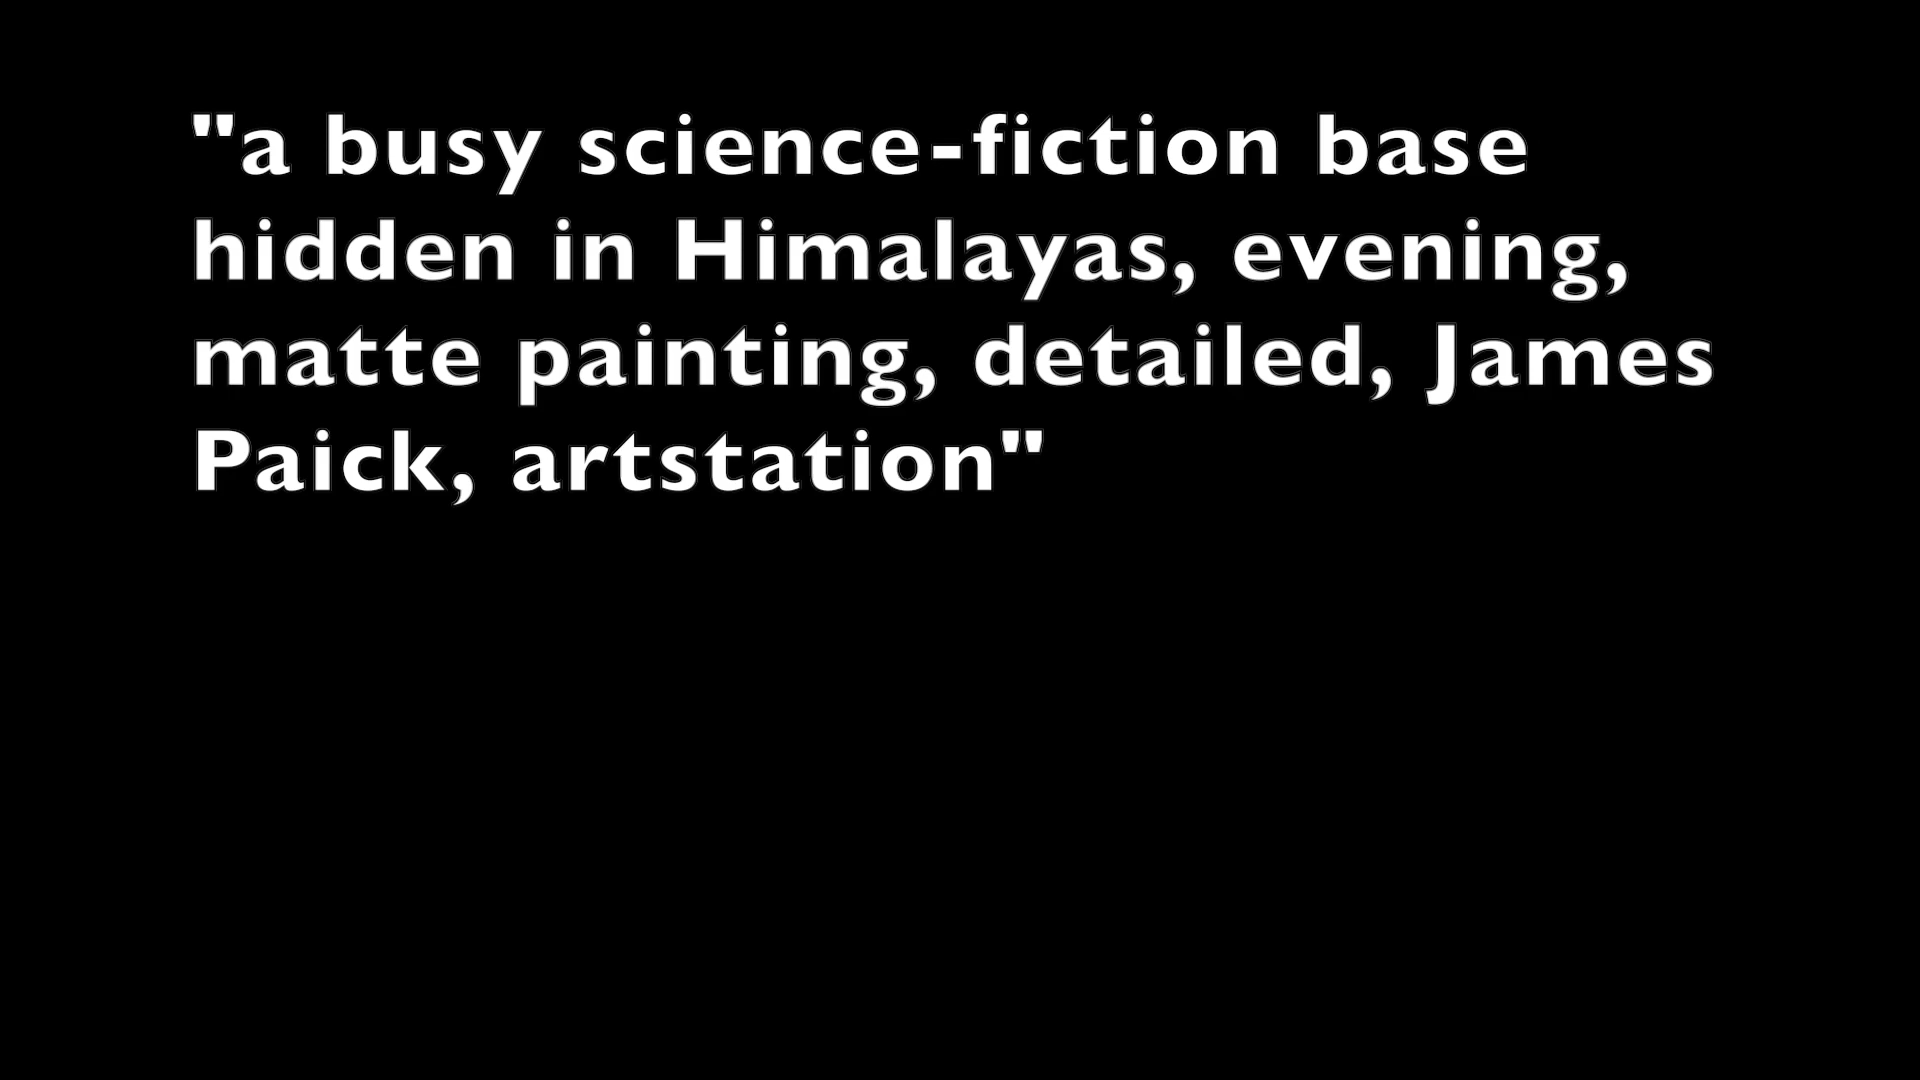 "a busy science-fiction base
hidden in Himalayas, evening,
matte painting, detailed, James
Paick, artstation"